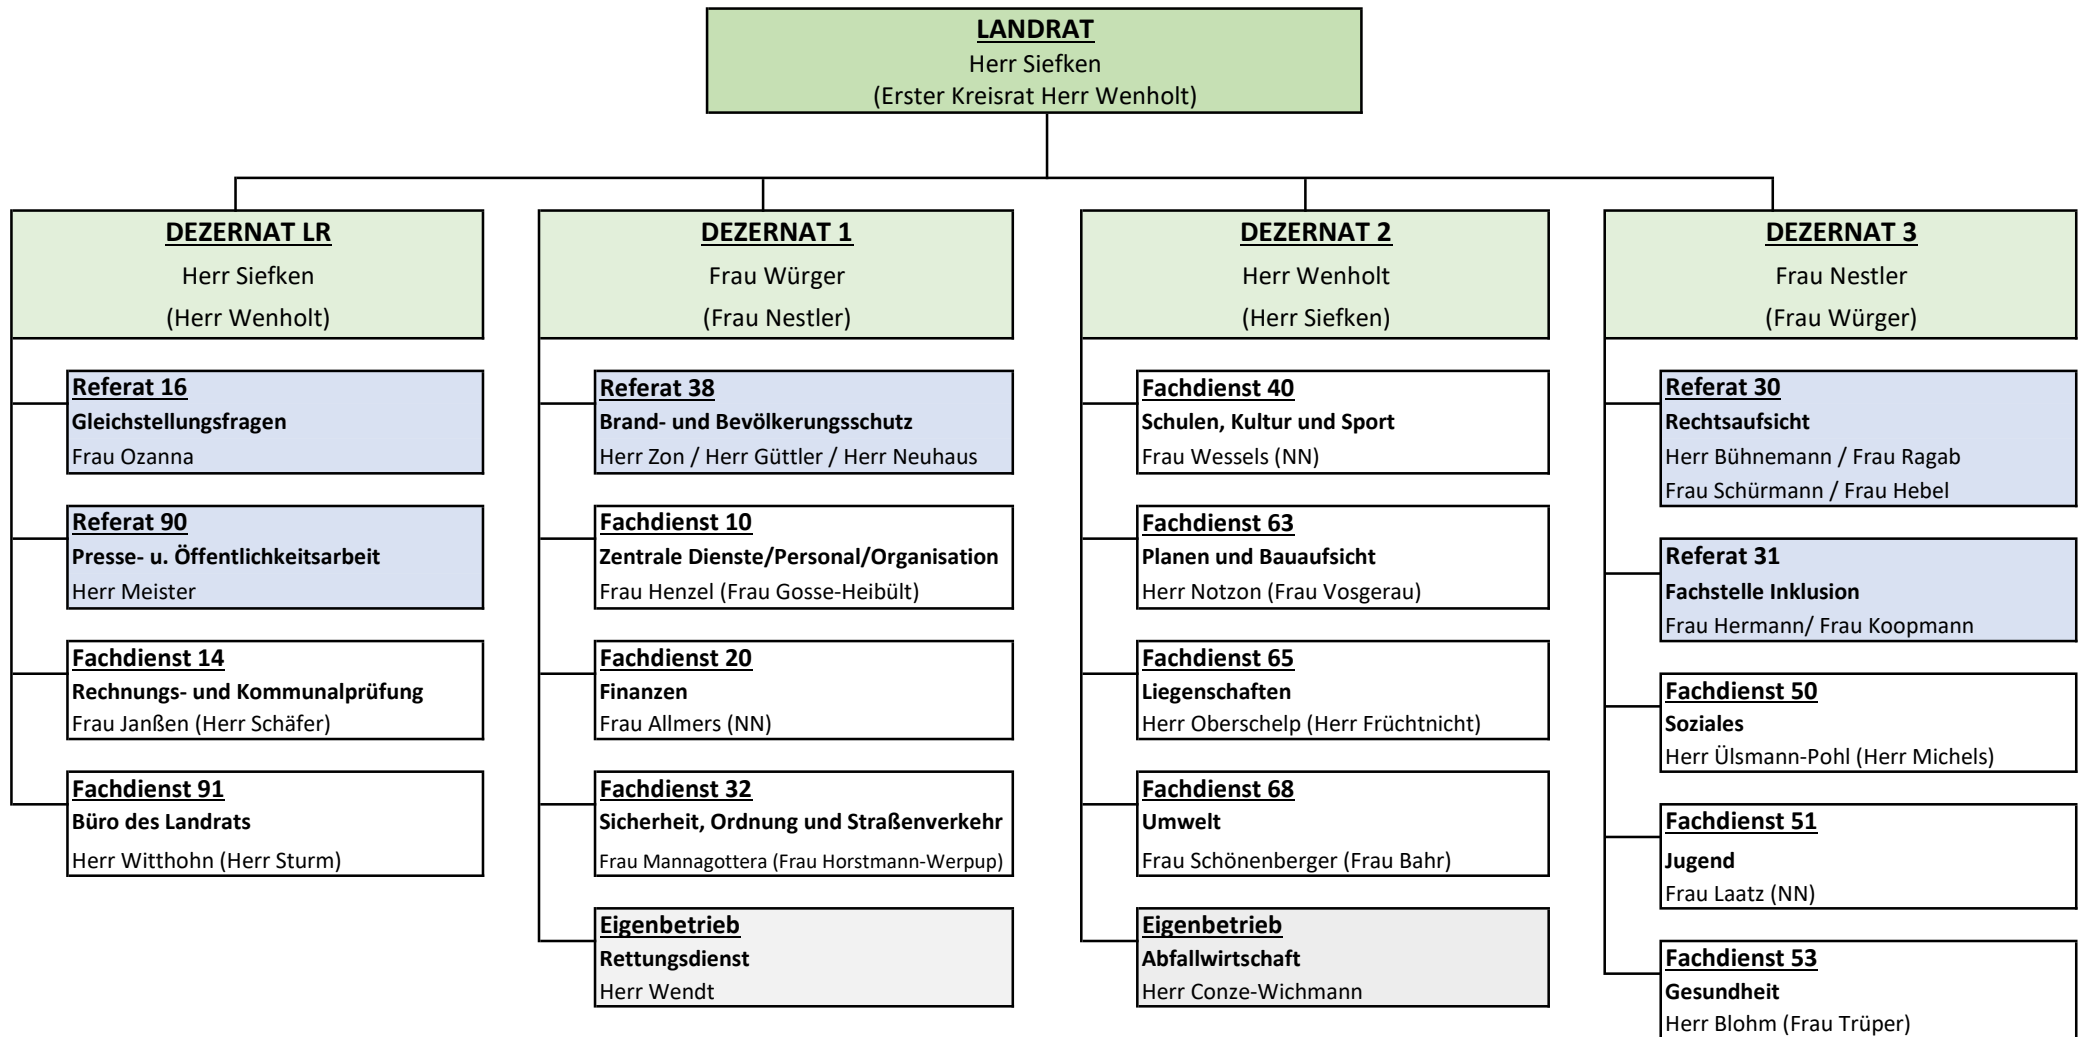 LANDRAT
Herr Siefken
(Erster Kreisrat Herr Wenholt)
DEZERNAT LR
Herr Siefken
(Herr Wenholt)
Referat 16
Gleichstellungsfragen
Frau Ozanna
Referat 90
Presse- u. Öffentlichkeitsarbeit
Herr Meister
Fachdienst 14
Rechnungs- und Kommunalprüfung
Frau Janßen (Herr Schäfer)
Fachdienst 91
Büro des Landrats
Herr Witthohn (Herr Sturm)
DEZERNAT 1
Frau Würger
(Frau Nestler)
Referat 38
Brand- und Bevölkerungsschutz
Herr Zon / Herr Güttler / Herr Neuhaus
Fachdienst 10
Zentrale Dienste/Personal/Organisation
Frau Henzel (Frau Gosse-Heibült)
Fachdienst 20
Finanzen
Frau Allmers (NN)
Fachdienst 32
Sicherheit, Ordnung und Straßenverkehr
Frau Mannagottera (Frau Horstmann-Werpup)
Eigenbetrieb
Rettungsdienst
Herr Wendt
DEZERNAT 2
Herr Wenholt
(Herr Siefken)
Fachdienst 40
Schulen, Kultur und Sport
Frau Wessels (NN)
Fachdienst 63
Planen und Bauaufsicht
Herr Notzon (Frau Vosgerau)
Fachdienst 65
Liegenschaften
Herr Oberschelp (Herr Früchtnicht)
Fachdienst 68
Umwelt
Frau Schönenberger (Frau Bahr)
Eigenbetrieb
Abfallwirtschaft
Herr Conze-Wichmann
DEZERNAT 3
Frau Nestler
(Frau Würger)
Referat 30
Rechtsaufsicht
Herr Bühnemann / Frau Ragab
Frau Schürmann / Frau Hebel
Referat 31
Fachstelle Inklusion
Frau Hermann/ Frau Koopmann
Fachdienst 50
Soziales
Herr Ülsmann-Pohl (Herr Michels)
Fachdienst 51
Jugend
Frau Laatz (NN)
Fachdienst 53
Gesundheit
Herr Blohm (Frau Trüper)